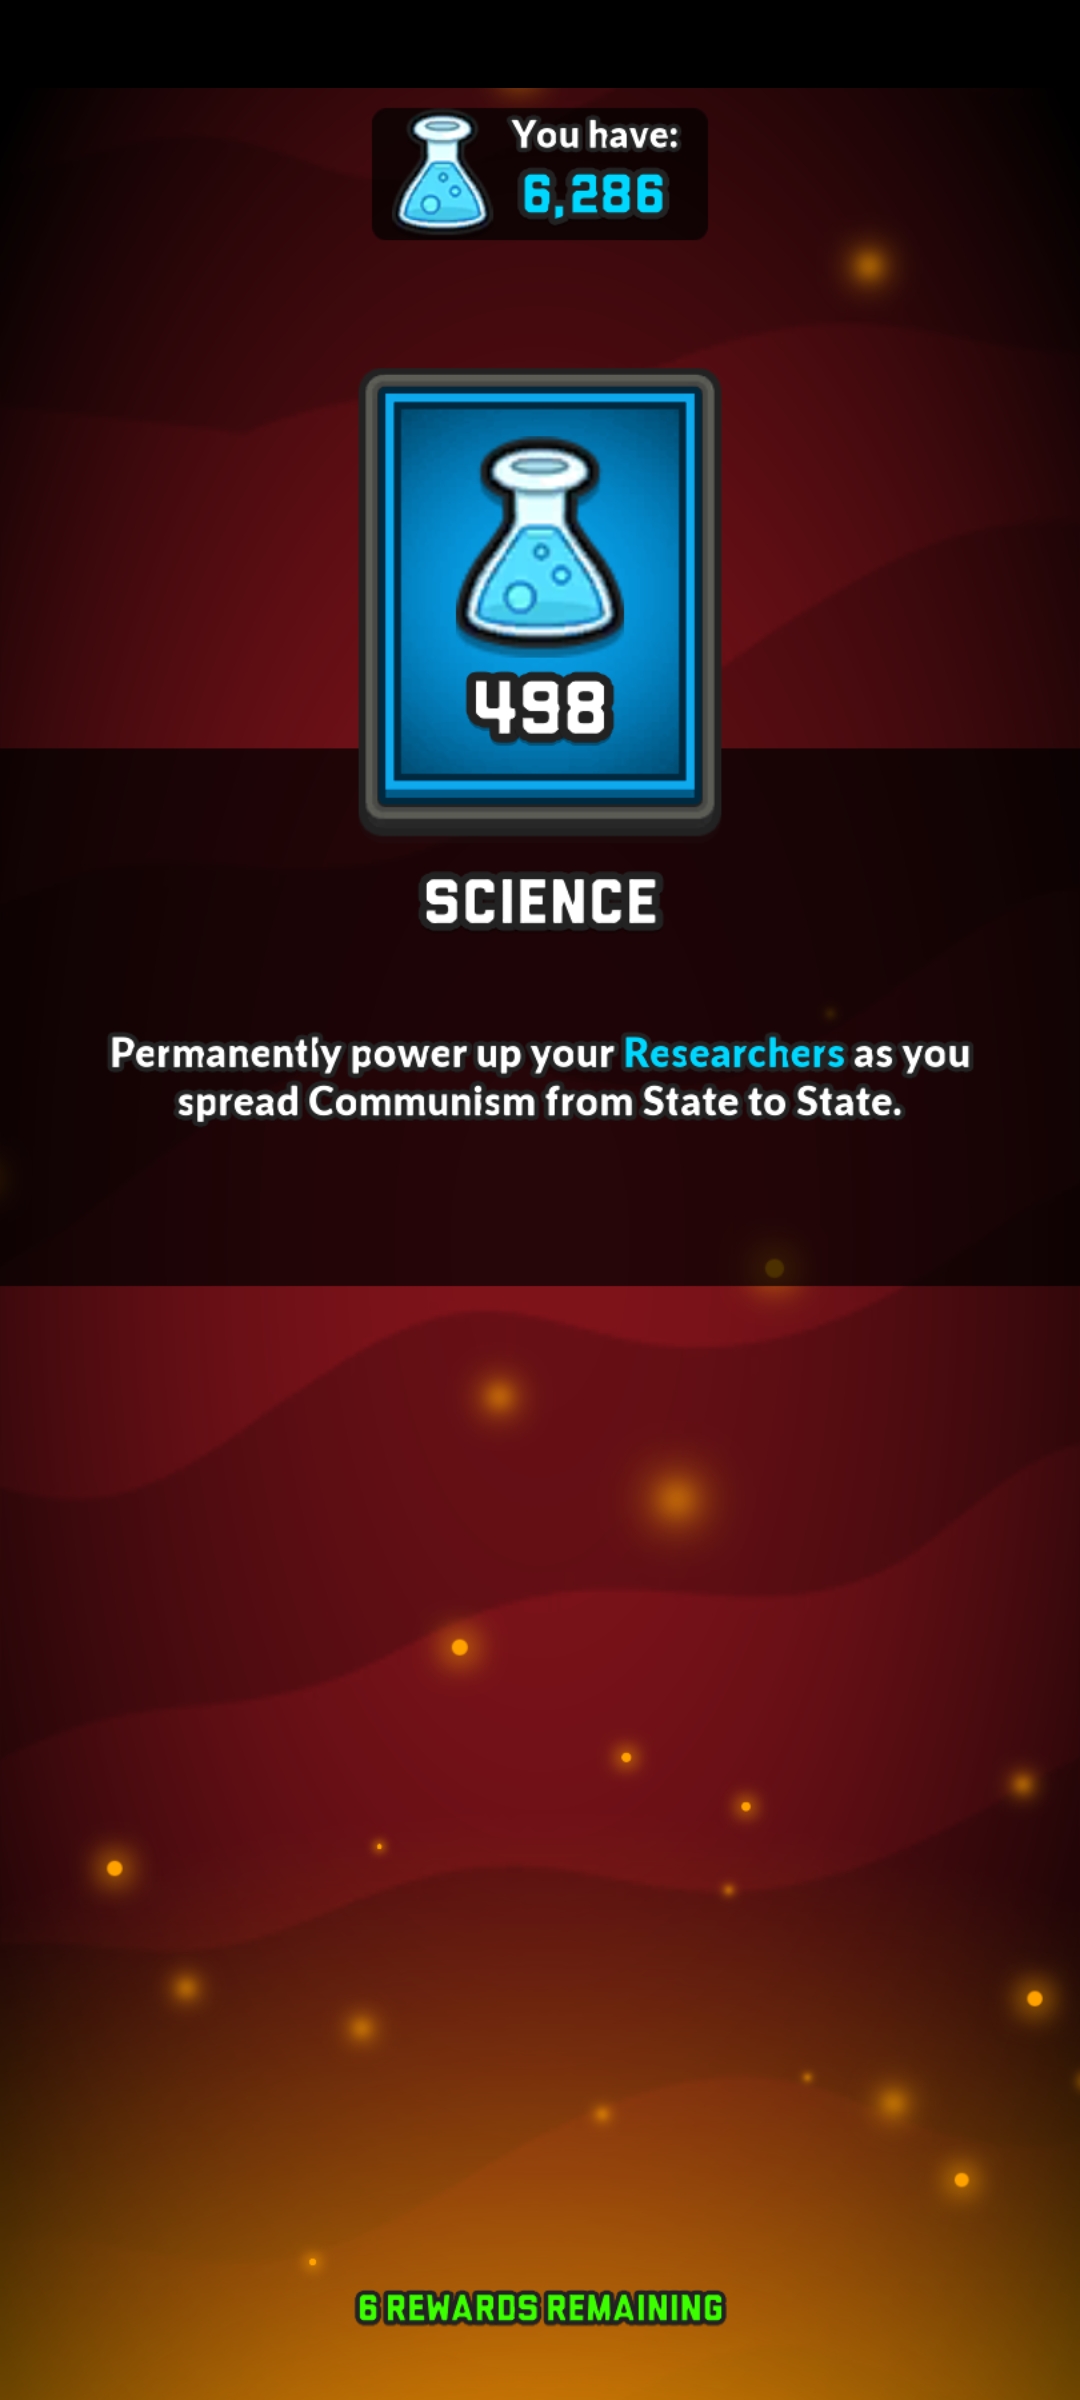 You have:
6,286
498
SCIENCE
Permanently power up your Researchers as you
spread Communism from State to State.
6 REWARDS REMAINING